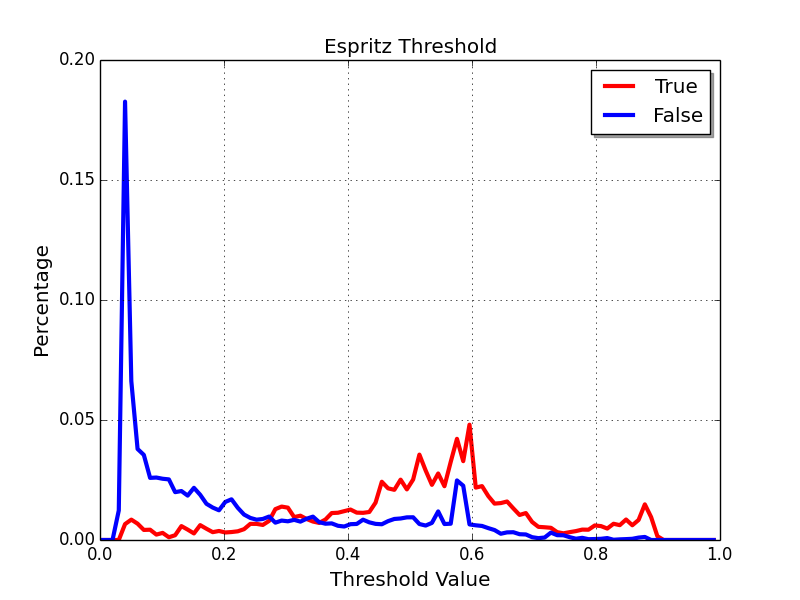 Espritz Threshold
True
False
0.20
0.15
0.10
0.05
0.00
Percentage
0.0 0.2 0.4 0.6 0.8 1.0
Threshold Value